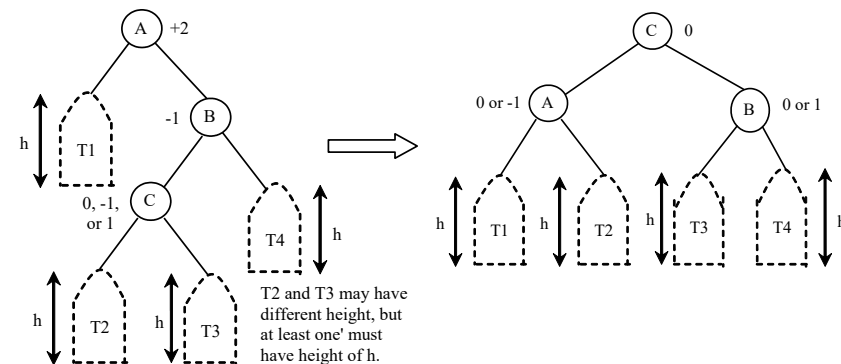 A +2
C 0
h
T1
-1 B
0 or -1 A
B 0 or 1
0, -1,
or 1
C
T4
h
h
T1
h
T2
h
T3
T4
h
T2
h
T3
T2 and T3 may have
different height, but
at least one' must
have height of h.